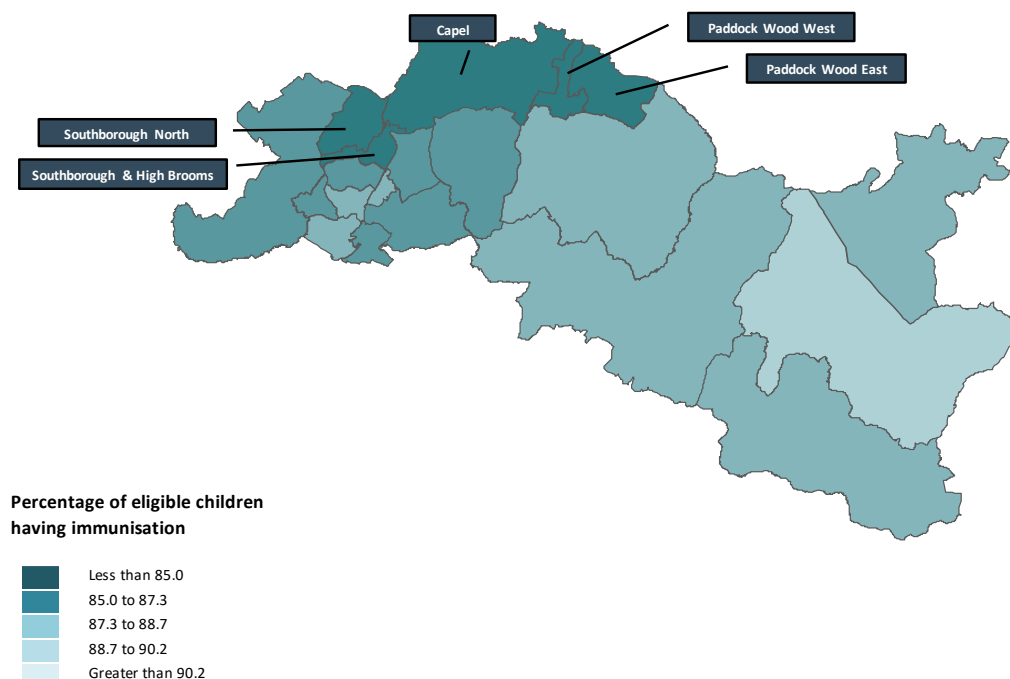 Capel
Paddock Wood West
Paddock Wood East
Southborough North
Southborough & High Brooms
Percentage of eligible children
having immunisation
Less than 85.0
85.0 to 87.3
87.3 to 88.7
88.7 to 90.2
Greater than 90.2